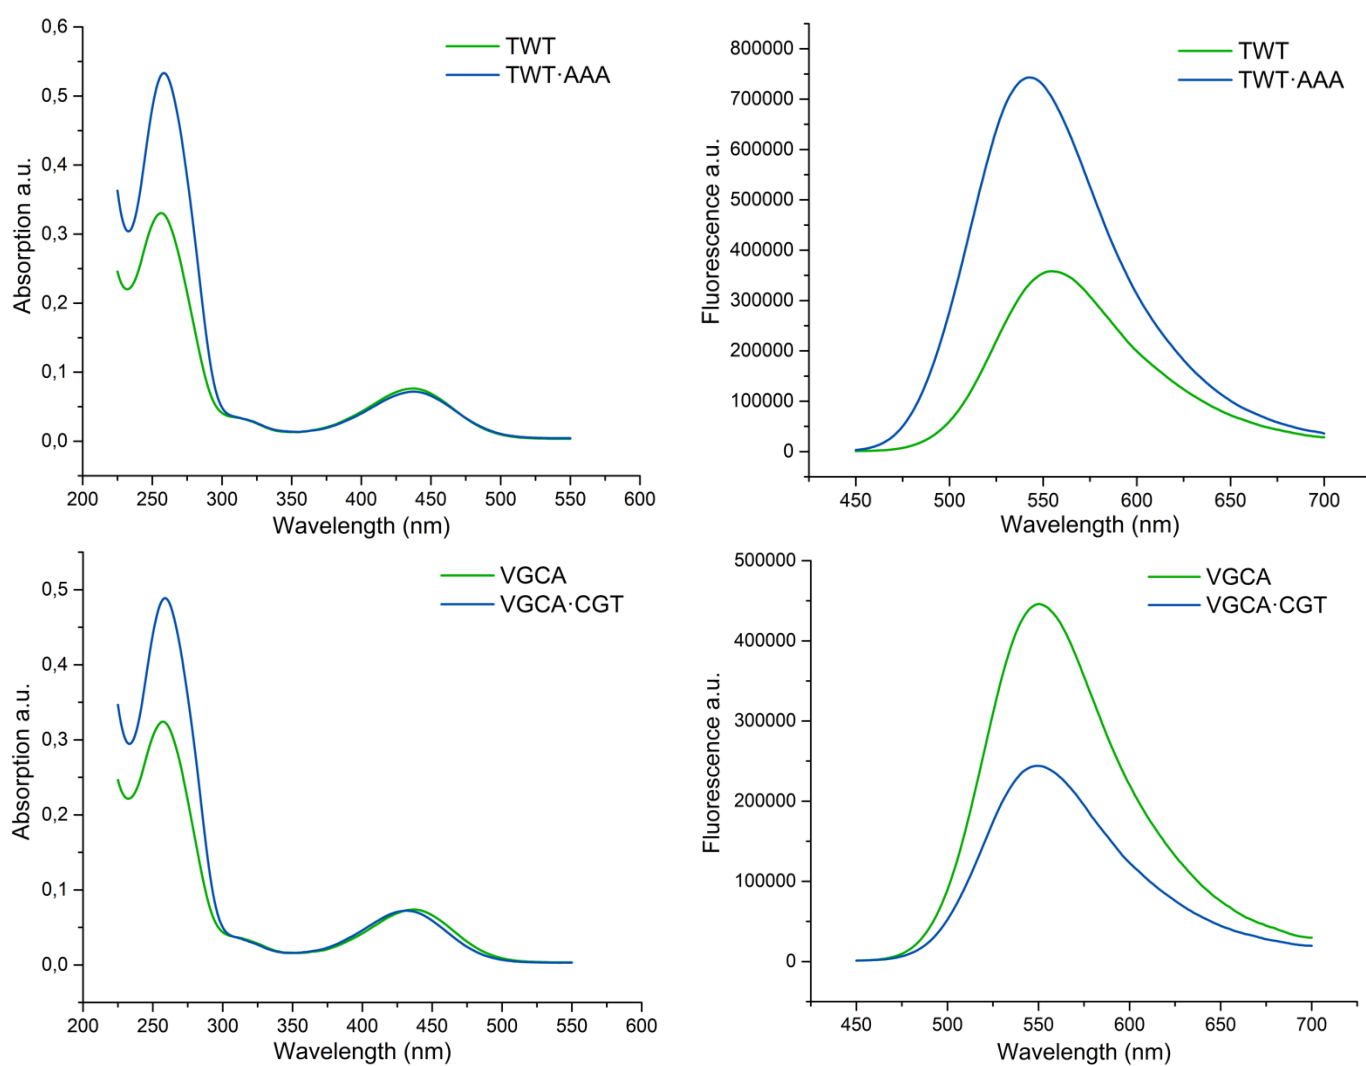 0,6
0,5
0,4
0,3
0,2
0,1
0,0
Absorption a.u.
TWT
TWT·AAA
200 250 300 350 400 450 500 550 600
Wavelength (nm)
800000
700000
600000
500000
400000
300000
200000
100000
0
Fluorescence a.u.
TWT
TWT·AAA
450 500 550 600 650 700
Wavelength (nm)
0,5
0,4
0,3
0,2
0,1
0,0
Absorption a.u.
VGCA
VGCA·CGT
200 250 300 350 400 450 500 550 600
Wavelength (nm)
500000
400000
300000
200000
100000
0
Fluorescence a.u.
VGCA
VGCA·CGT
450 500 550 600 650 700
Wavelength (nm)